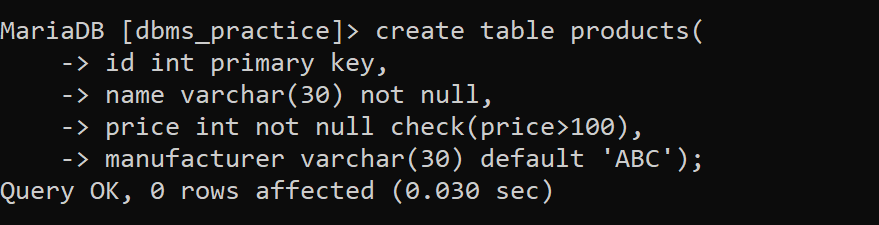 MariaDB [dbms_practice]> create table products(
    -> id int primary key,
    -> name varchar(30) not null,
    -> price int not null check(price>100),
    -> manufacturer varchar(30) default 'ABC');
Query OK, 0 rows affected (0.030 sec)